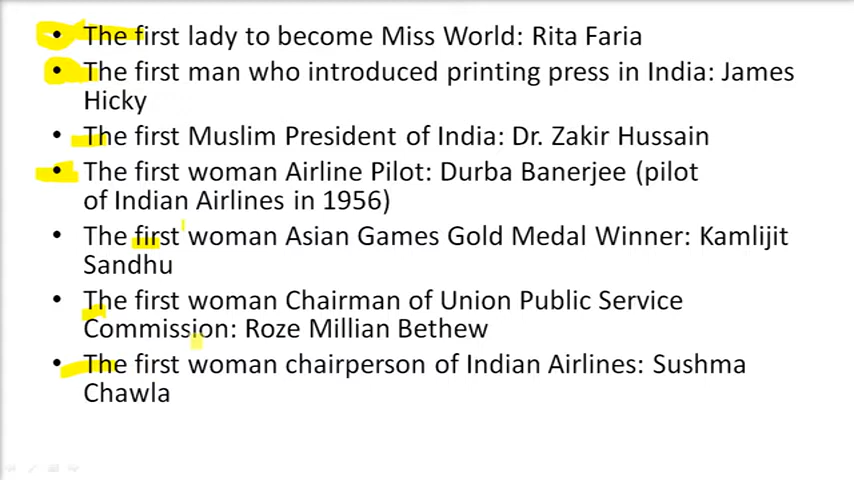 • The first lady to become Miss World: Rita Faria
• The first man who introduced printing press in India: James
Hicky
• The first Muslim President of India: Dr. Zakir Hussain
• The first woman Airline Pilot: Durba Banerjee (pilot
of Indian Airlines in 1956)
• The first woman Asian Games Gold Medal Winner: Kamlijit
Sandhu
• The first woman Chairman of Union Public Service
Commission: Roze Millian Bethew
• The first woman chairperson of Indian Airlines: Sushma
Chawla